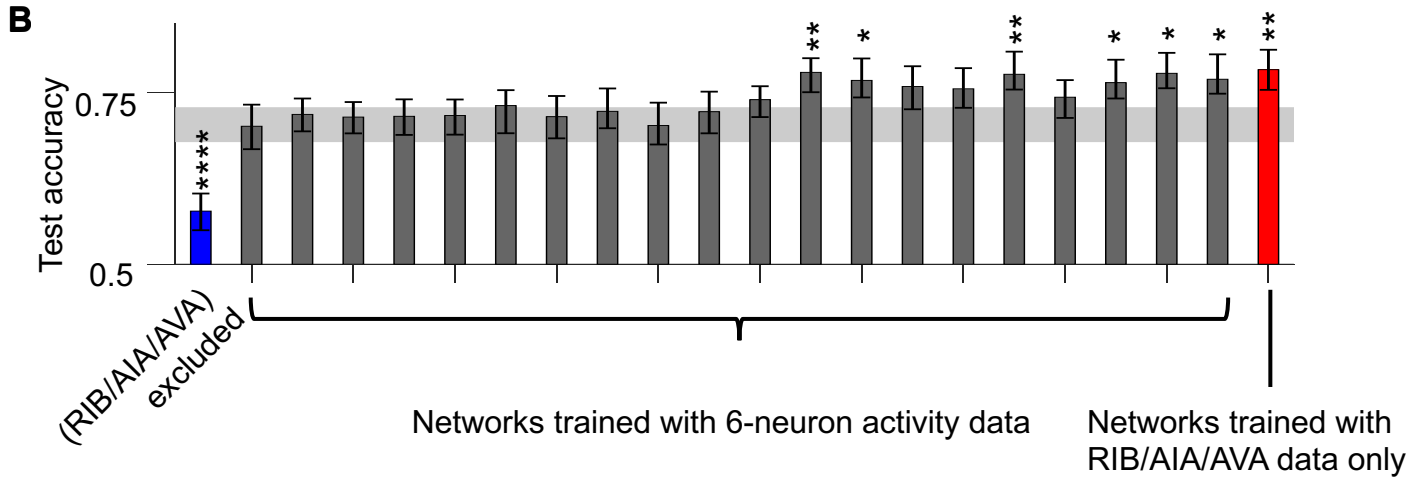 B
**
*
**
*
*
*
**
Test accuracy
0.75
****
0.5
(RIB/AIA/AVA)
excluded
Networks trained with 6-neuron activity data
Networks trained with
RIB/AIA/AVA data only